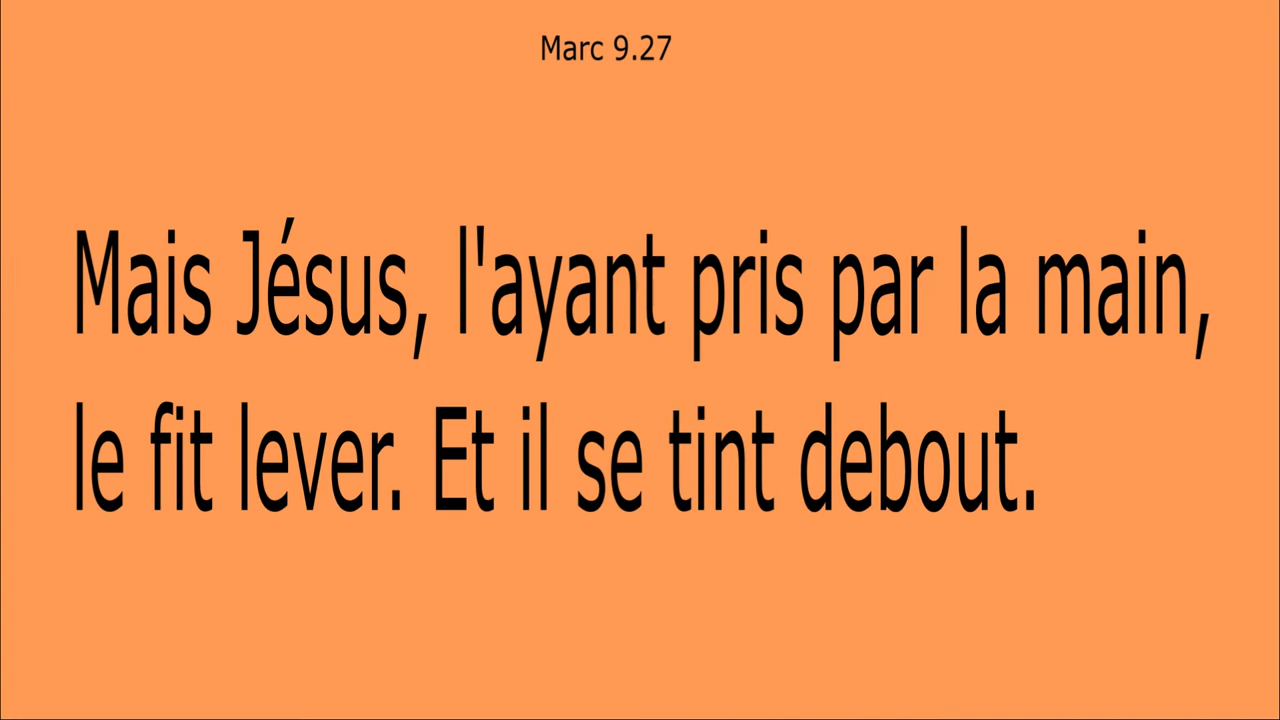 Marc 9.27
Mais Jésus, l'ayant pris par la main,
le fit lever. Et il se tint debout.